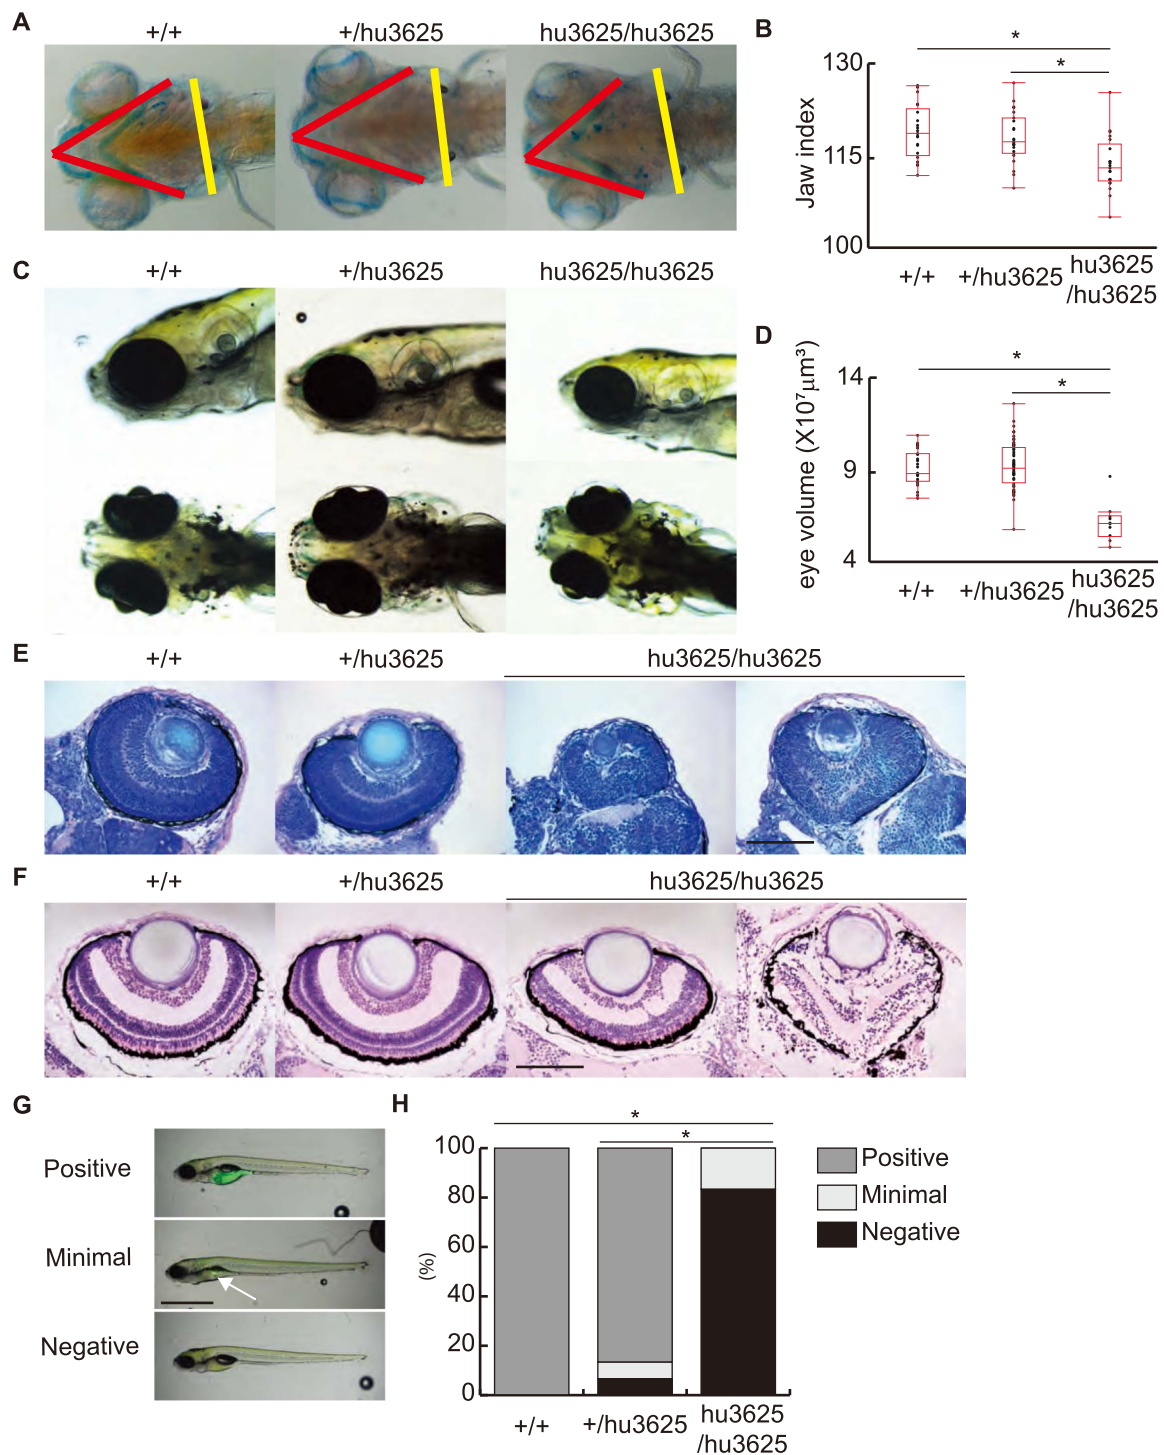 A
+/+
+/hu3625
hu3625/hu3625
B
*
*
130
115
100
Jaw index
+/+
+/hu3625
hu3625
/hu3625
C
+/+
+/hu3625
hu3625/hu3625
D
*
*
14
9
4
eye volume (X10⁷μm³)
+/+
+/hu3625
hu3625
/hu3625
E
+/+
+/hu3625
hu3625/hu3625
F
+/+
+/hu3625
hu3625/hu3625
G
Positive
Minimal
Negative
H
*
*
100
80
60
40
20
0
(%)
+/+
+/hu3625
hu3625
/hu3625
Positive
Minimal
Negative